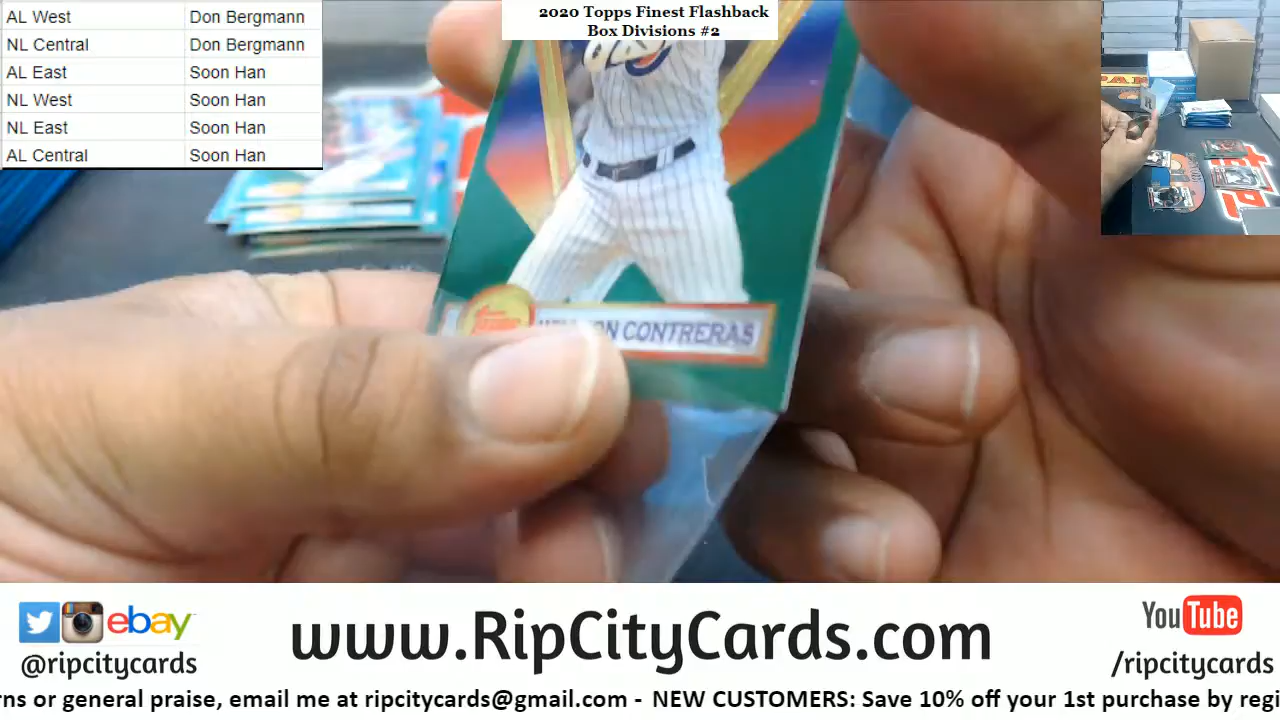 AL West Don Bergmann
NL Central Don Bergmann
AL East Soon Han
NL West Soon Han
NL East Soon Han
AL Central Soon Han
2020 Topps Finest Flashback
Box Divisions #2
CONTRERAS
ebay
@ripcitycards
www.RipCityCards.com
YouTube
/ripcitycards
rns or general praise, email me at ripcitycards@gmail.com - NEW CUSTOMERS: Save 10% off your 1st purchase by regi